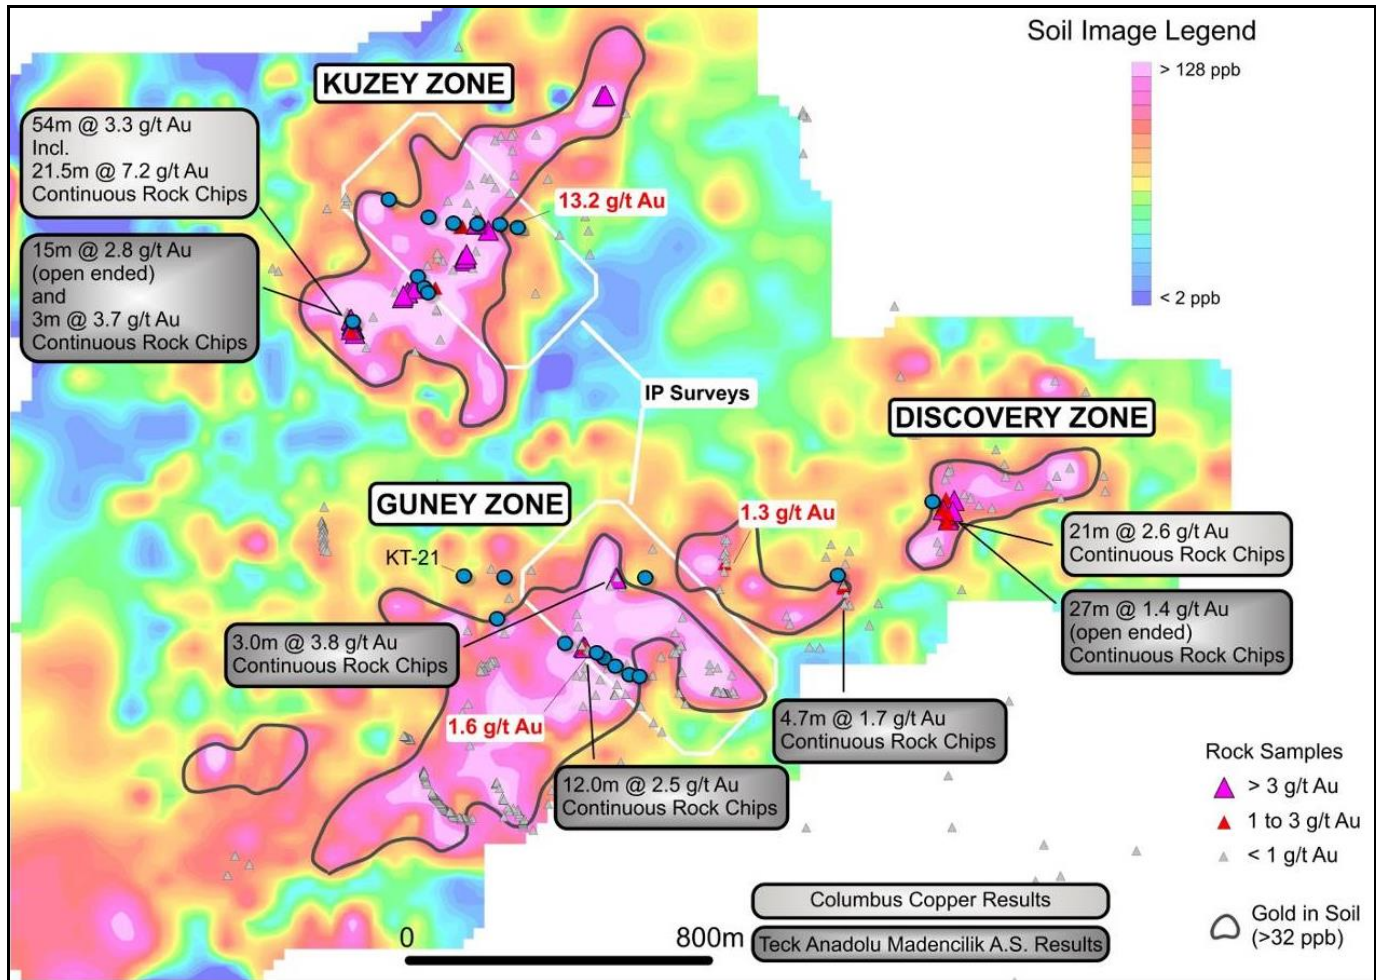 Soil Image Legend
> 128 ppb
< 2 ppb
KUZEY ZONE
54m @ 3.3 g/t Au
Incl.
21.5m @ 7.2 g/t Au
Continuous Rock Chips
13.2 g/t Au
15m @ 2.8 g/t Au
(open ended)
and
3m @ 3.7 g/t Au
Continuous Rock Chips
IP Surveys
DISCOVERY ZONE
GUNEY ZONE
1.3 g/t Au
21m @ 2.6 g/t Au
Continuous Rock Chips
KT-21
27m @ 1.4 g/t Au
(open ended)
Continuous Rock Chips
3.0m @ 3.8 g/t Au
Continuous Rock Chips
1.6 g/t Au
4.7m @ 1.7 g/t Au
Continuous Rock Chips
12.0m @ 2.5 g/t Au
Continuous Rock Chips
Rock Samples
> 3 g/t Au
1 to 3 g/t Au
< 1 g/t Au
Gold in Soil
(>32 ppb)
Columbus Copper Results
Teck Anadolu Madencilik A.S. Results
0
800m